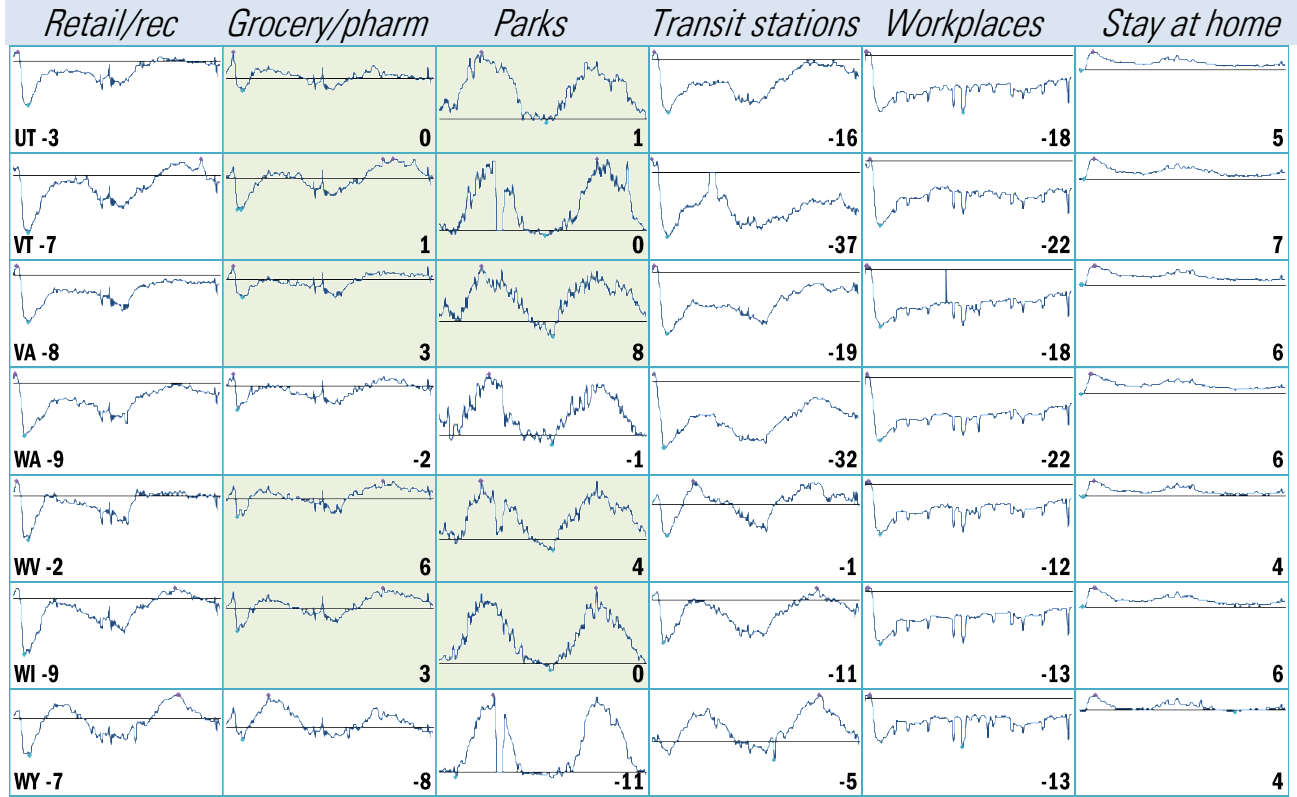 Retail/rec Grocery/pharm Parks Transit stations Workplaces Stay at home
UT -3 0 1 -16 -18 5
VT -7 1 0 -37 -22 7
VA -8 3 8 -19 -18 6
WA -9 -2 -1 -32 -22 6
WV -2 6 4 -1 -12 4
WI -9 3 0 -11 -13 6
WY -7 -8 -11 -5 -13 4